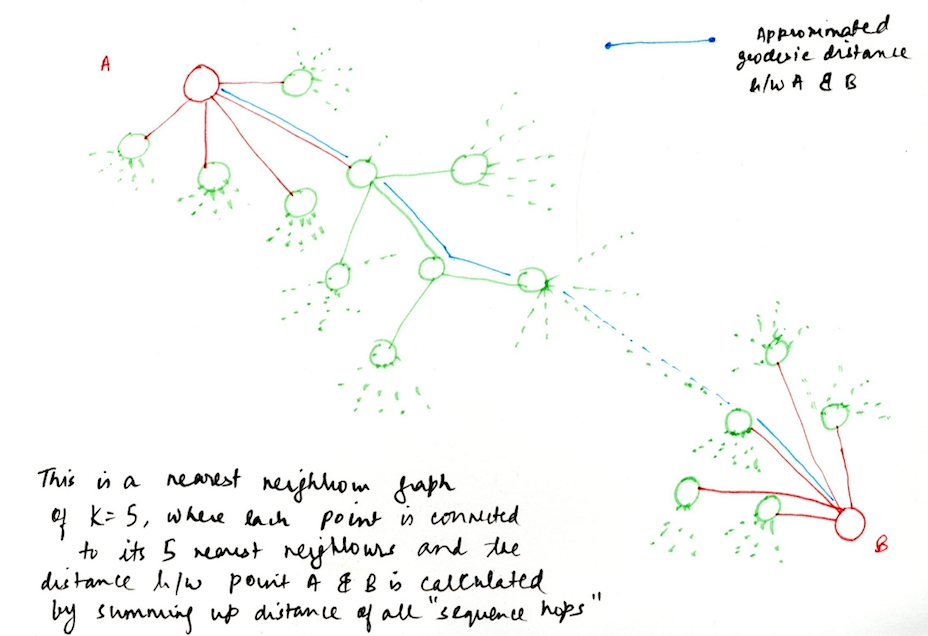 A
Approximated
geodesic distance
b/w A & B
This is a nearest neighbour graph
of K=5, where each point is connected
to its 5 nearest neighbours and the
distance b/w point A & B is calculated
by summing up distance of all "sequence hops"
B